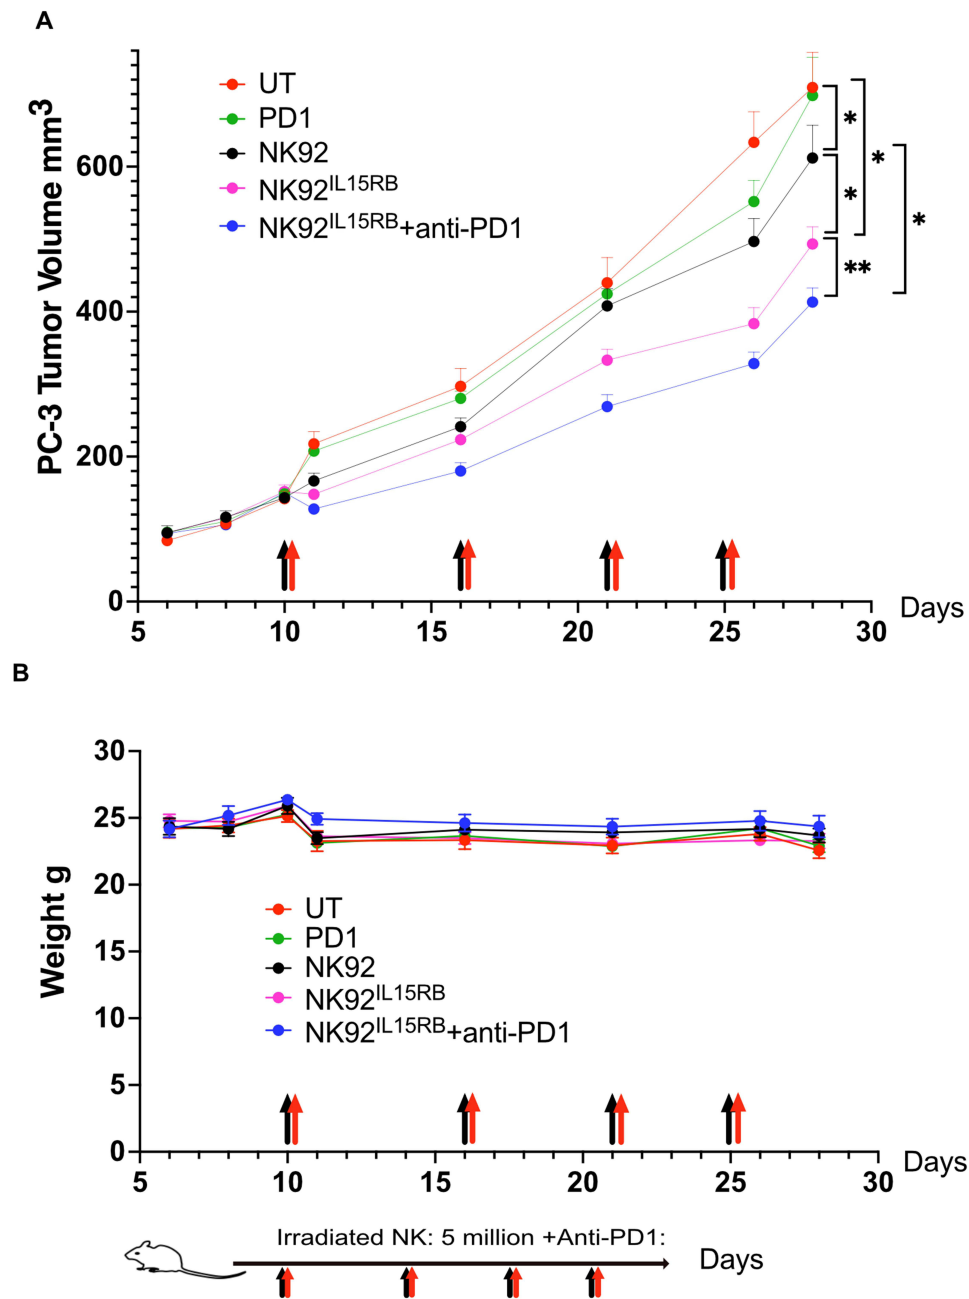 A
UT
PD1
NK92
NK92IL15RB
NK92IL15RB+anti-PD1
PC-3 Tumor Volume mm3
600
400
200
0
*
*
*
*
**
5
10
15
20
25
30
Days
B
30
25
20
15
10
5
0
Weight g
UT
PD1
NK92
NK92IL15RB
NK92IL15RB+anti-PD1
5
10
15
20
25
30
Days
Irradiated NK: 5 million +Anti-PD1:
Days